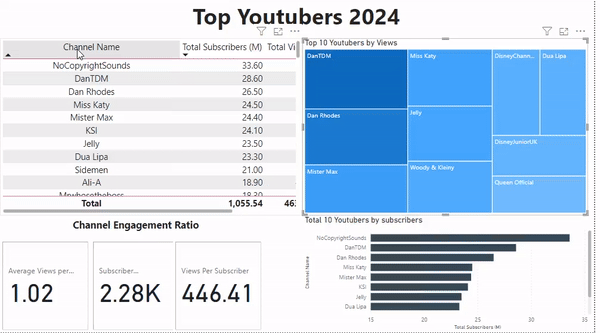 Top Youtubers 2024
Channel Name Total Subscribers (M) Total Vi
NoCopyrightSounds 33.60
DanTDM 28.60
Dan Rhodes 26.50
Miss Katy 24.50
Mister Max 24.40
KSI 24.10
Jelly 23.50
Dua Lipa 23.30
Sidemen 21.00
Ali-A 18.90
Mrwhosetheboss 18.30
Total 1,055.54 46
Top 10 Youtubers by Views
DanTDM
Dan Rhodes
Mister Max
Miss Katy
Jelly
Woody & Kleiny
DisneyChann...
Dua Lipa
DisneyJuniorUK
Queen Official
Channel Engagement Ratio
Average Views per...
1.02
Subscriber...
2.28K
Views Per Subscriber
446.41
Total 10 Youtubers by subscribers
Channel Name
NoCopyrightSounds
DanTDM
Dan Rhodes
Miss Katy
Mister Max
KSI
Jelly
Dua Lipa
15 20 25 30 35
Total Subscribers (M)